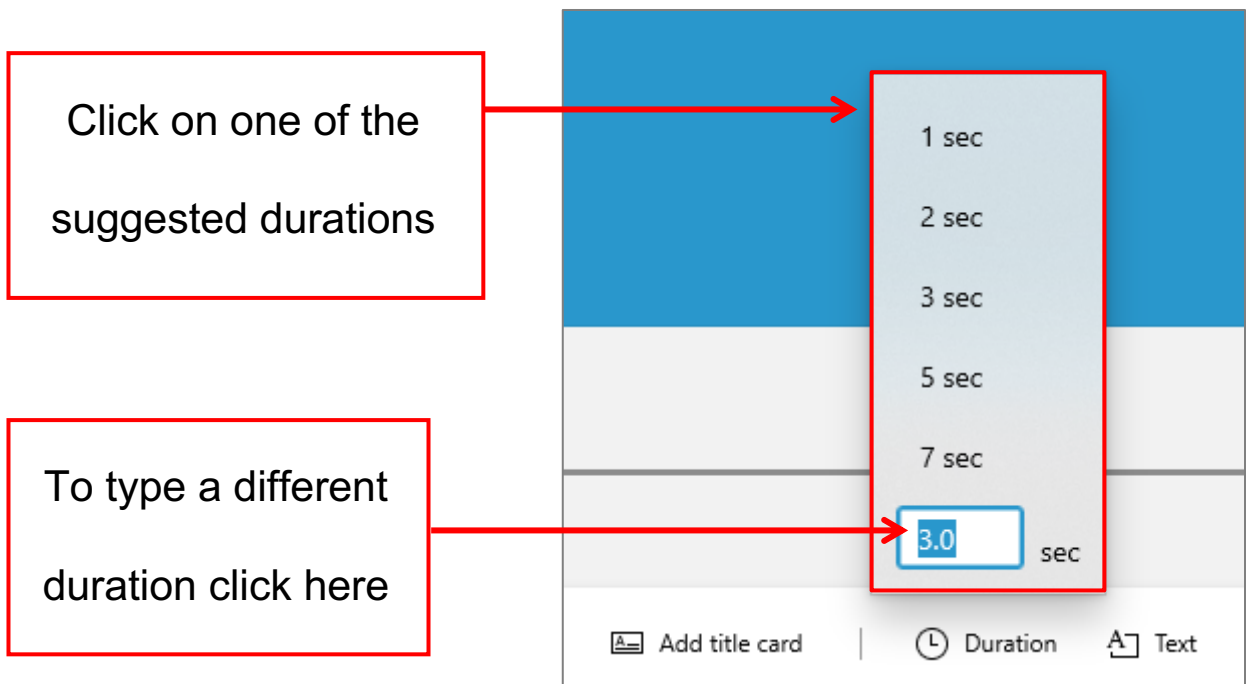 Click on one of the
suggested durations
1 sec
2 sec
3 sec
5 sec
7 sec
To type a different
duration click here
3.0 sec
Add title card Duration Text